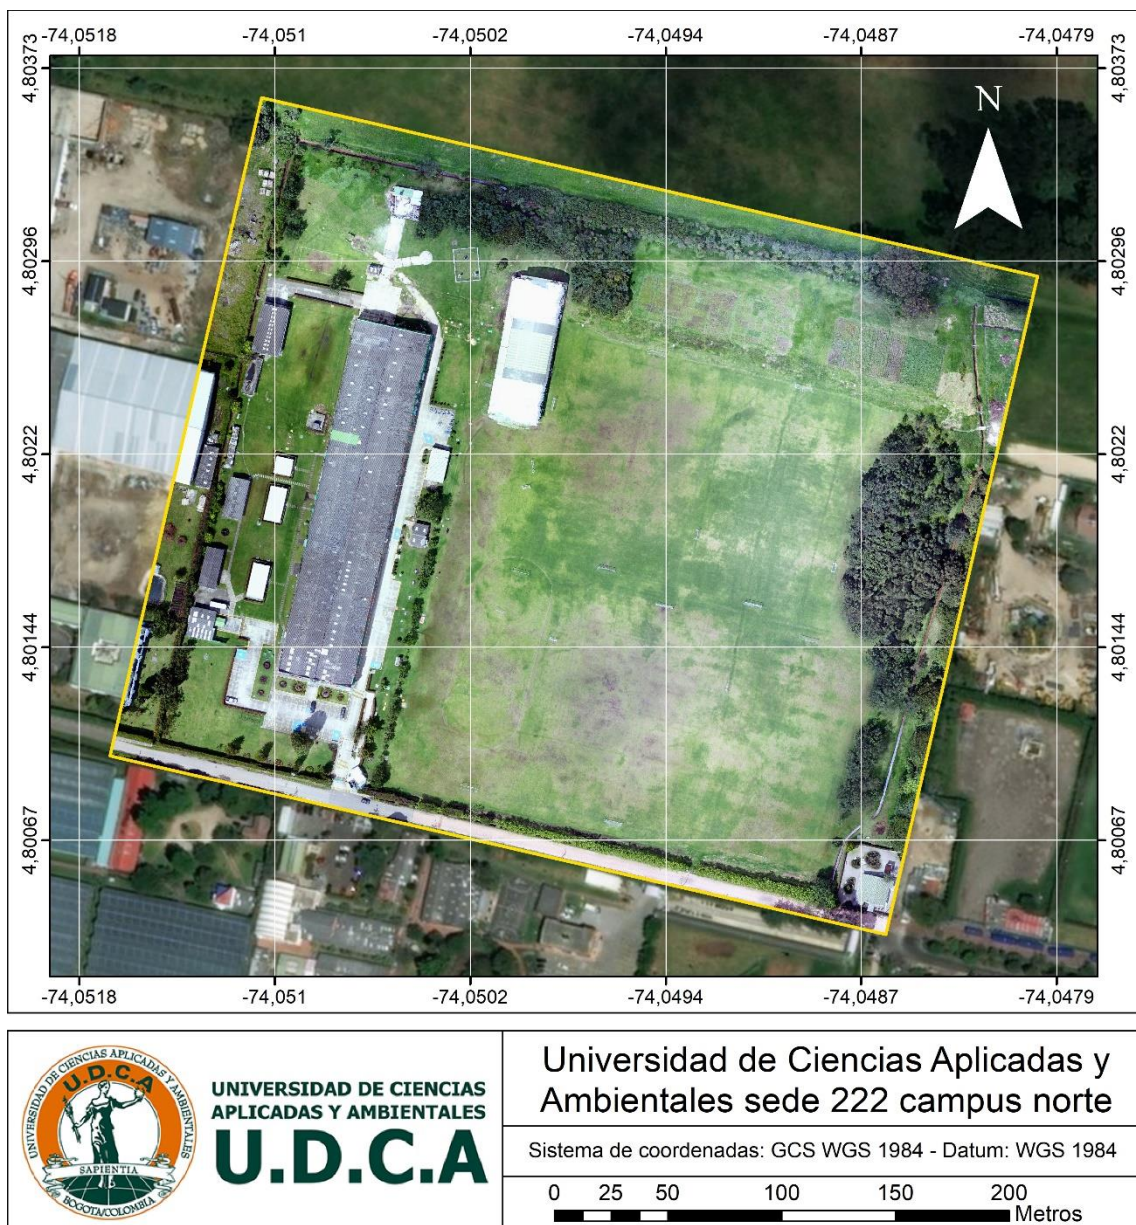 -74,0518 -74,051 -74,0502 -74,0494 -74,0487 -74,0479
4,80373 4,80373
N
4,80296 4,80296
4,8022 4,8022
4,80144 4,80144
4,80067 4,80067
-74,0518 -74,051 -74,0502 -74,0494 -74,0487 -74,0479
UNIVERSIDAD DE CIENCIAS APLICADAS Y AMBIENTALES
U.D.C.A
SAPIENTIA
BOGOTA/COLOMBIA
UNIVERSIDAD DE CIENCIAS
APLICADAS Y AMBIENTALES
U.D.C.A
Universidad de Ciencias Aplicadas y
Ambientales sede 222 campus norte
Sistema de coordenadas: GCS WGS 1984 - Datum: WGS 1984
0 25 50 100 150 200
Metros